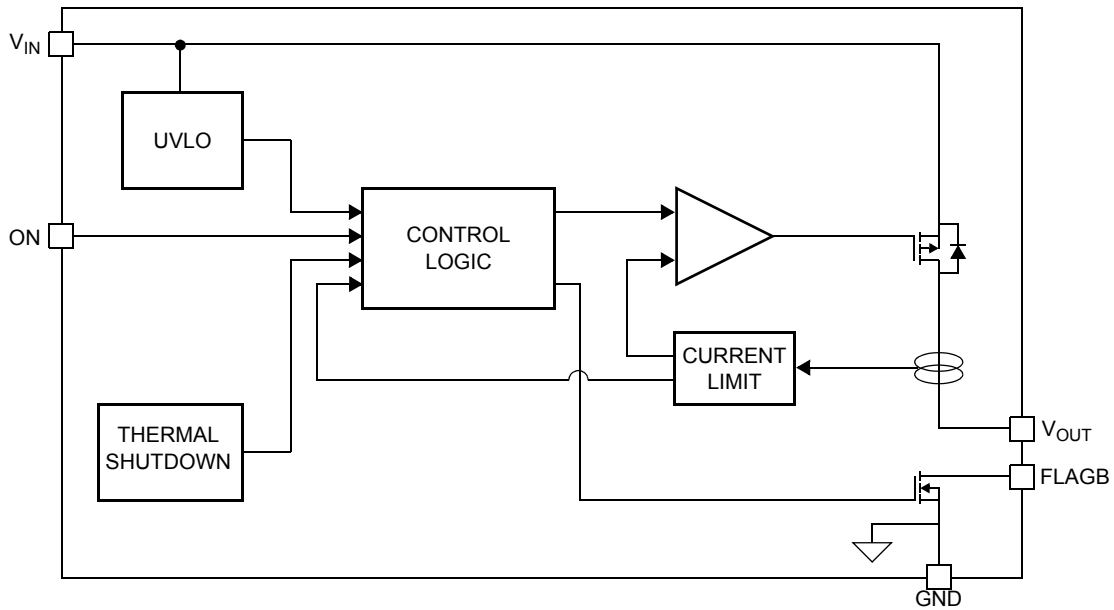 VIN
UVLO
ON
CONTROL
LOGIC
CURRENT
LIMIT
THERMAL
SHUTDOWN
VOUT
FLAGB
GND